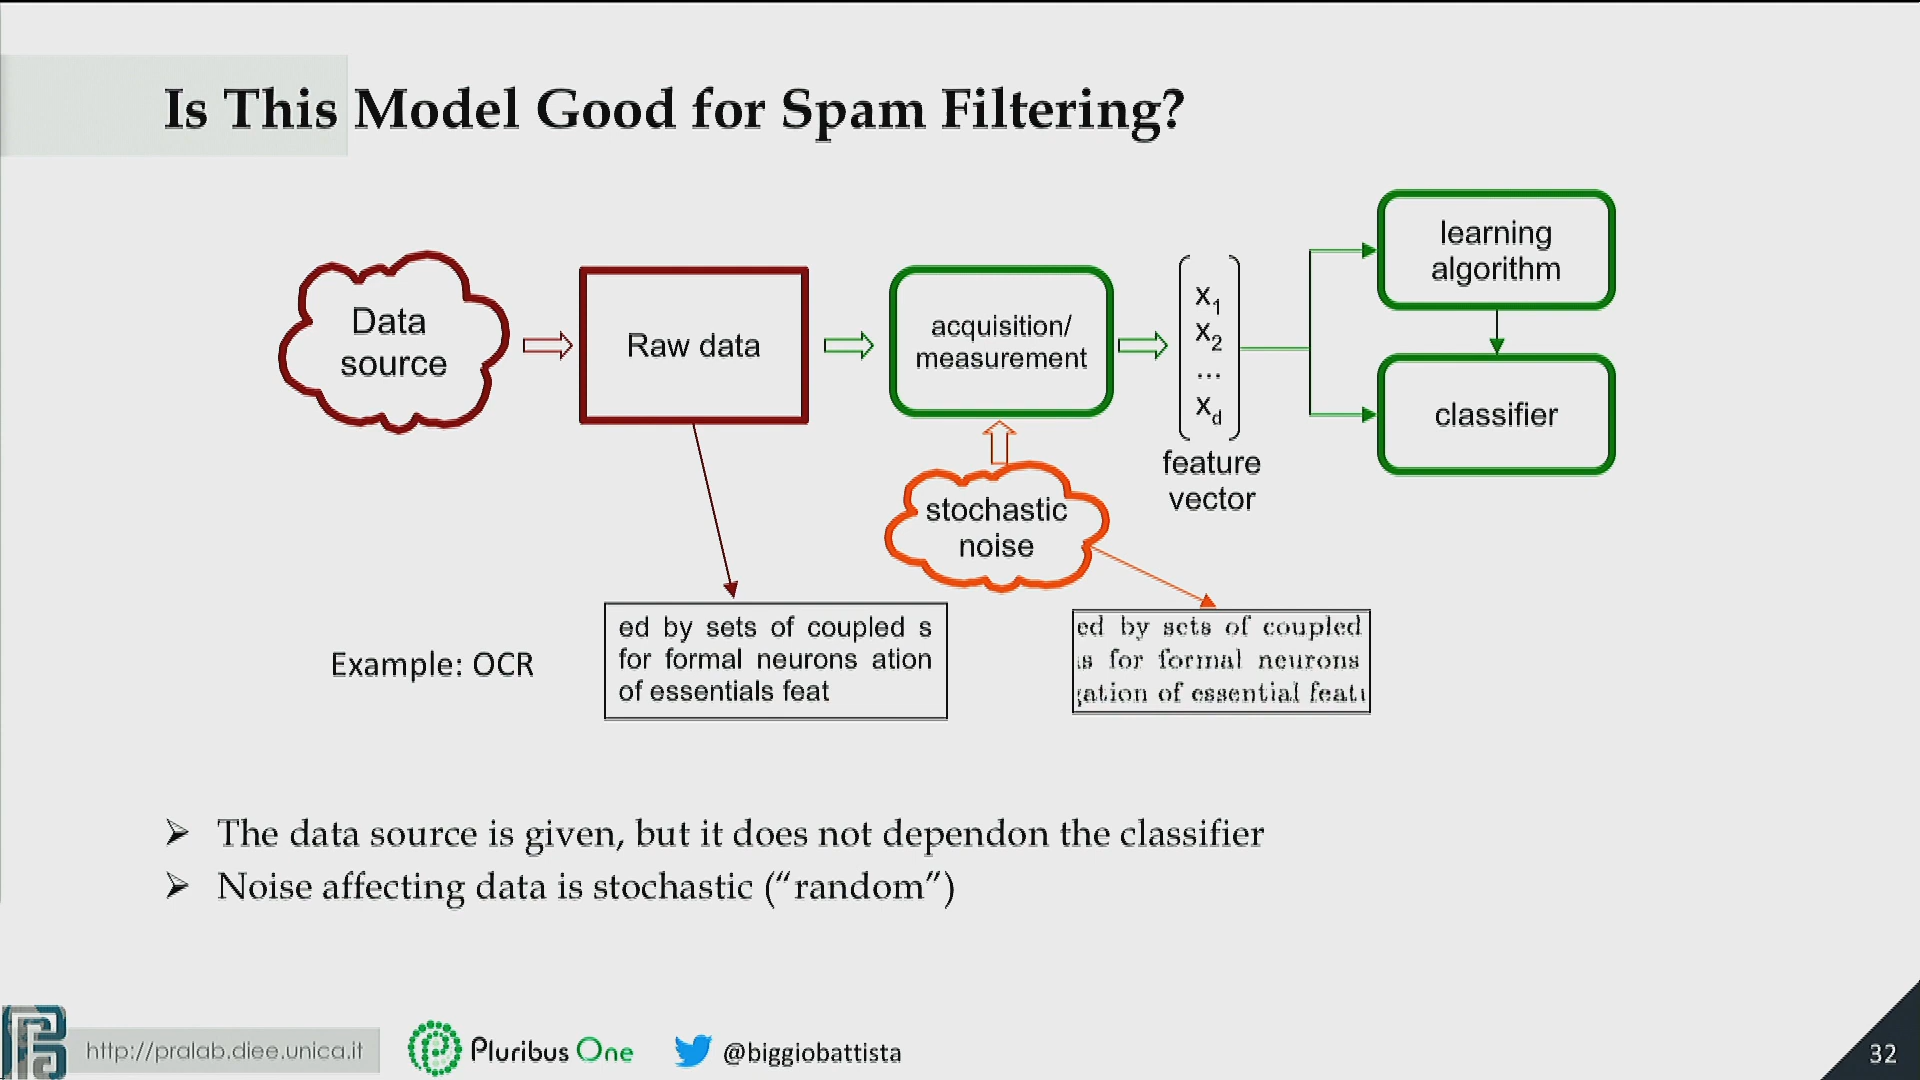 Is This Model Good for Spam Filtering?
Data
source
Raw data
acquisition/
measurement
x1
x2
...
xd
feature
vector
learning
algorithm
classifier
stochastic
noise
Example: OCR
ed by sets of coupled s
for formal neurons ation
of essentials feat
ed by sets of coupled
s for formal neurons
gation of essential featu
➢ The data source is given, but it does not dependon the classifier
➢ Noise affecting data is stochastic (“random”)
http://pralab.diee.unica.it
Pluribus One
@biggiobattista
32